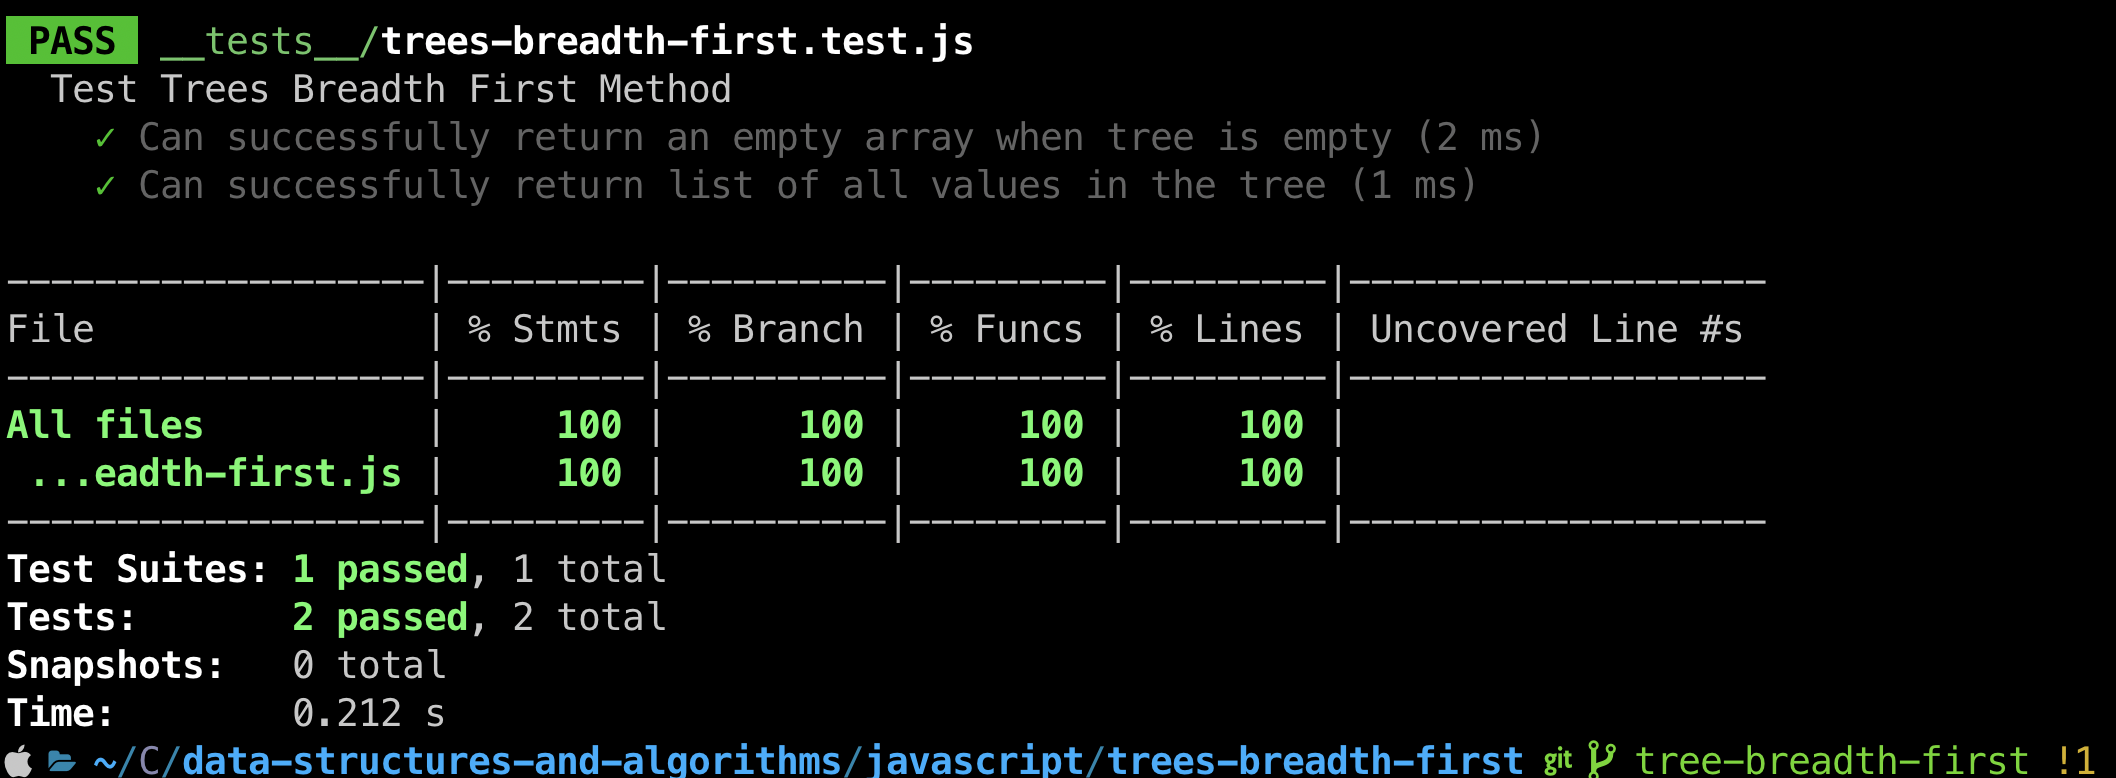 PASS __tests__/trees-breadth-first.test.js
  Test Trees Breadth First Method
    ✓ Can successfully return an empty array when tree is empty (2 ms)
    ✓ Can successfully return list of all values in the tree (1 ms)
-------------------|---------|----------|---------|---------|-------------------
File               | % Stmts | % Branch | % Funcs | % Lines | Uncovered Line #s
-------------------|---------|----------|---------|---------|-------------------
All files          |     100 |      100 |     100 |     100 |
 ...eadth-first.js |     100 |      100 |     100 |     100 |
-------------------|---------|----------|---------|---------|-------------------
Test Suites: 1 passed, 1 total
Tests:       2 passed, 2 total
Snapshots:   0 total
Time:        0.212 s
~/C/data-structures-and-algorithms/javascript/trees-breadth-first git tree-breadth-first !1